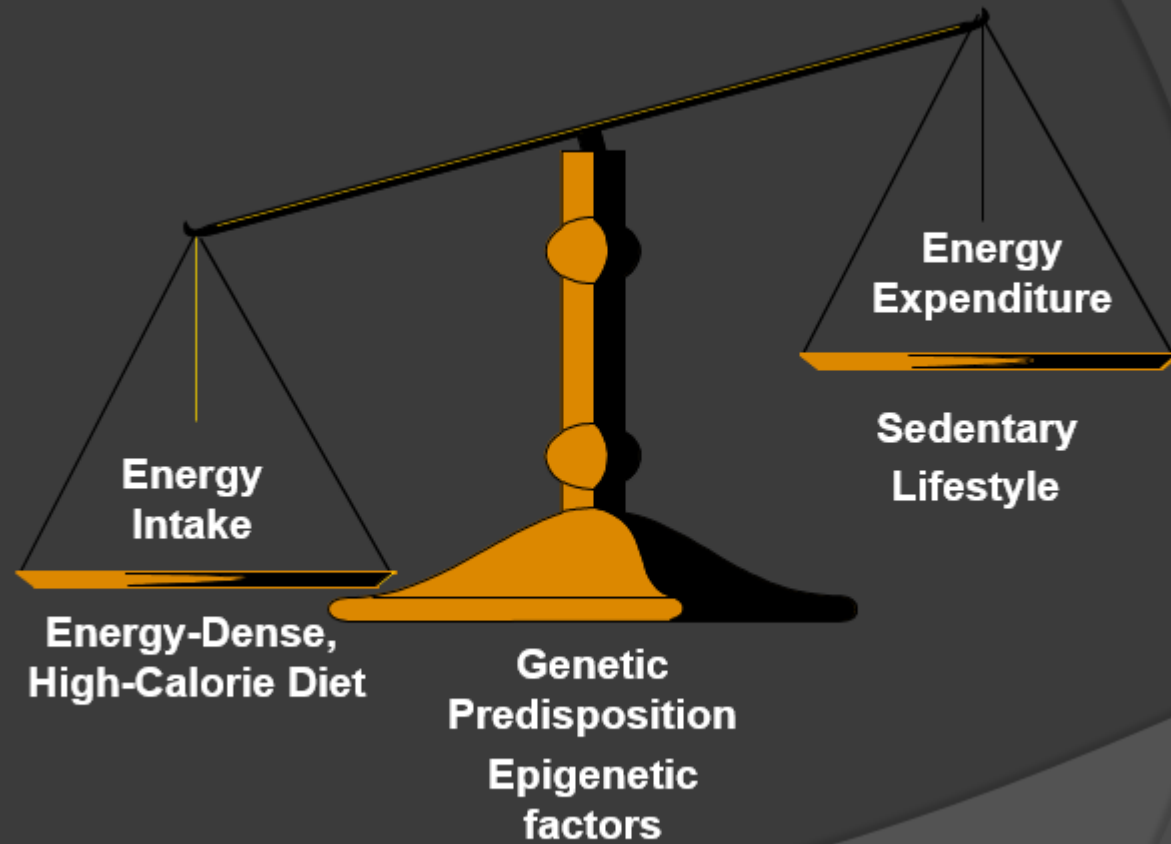 Energy
Intake
Energy-Dense,
High-Calorie Diet
Genetic
Predisposition
Epigenetic
factors
Energy
Expenditure
Sedentary
Lifestyle